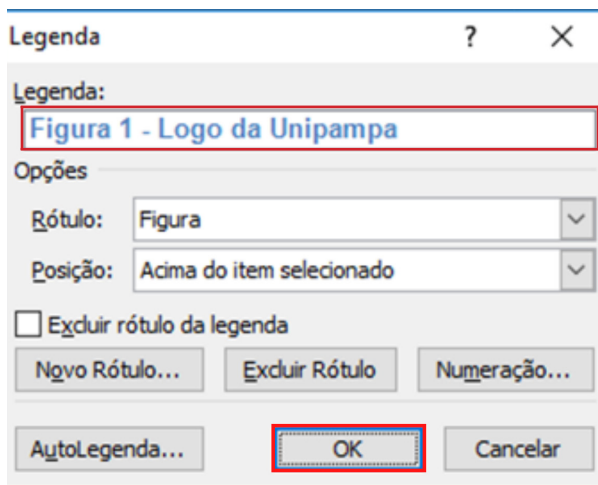 Legenda ? X
Legenda:
Figura 1 - Logo da Unipampa
Opções
Rótulo: Figura
Posição: Acima do item selecionado
Excluir rótulo da legenda
Novo Rótulo... Excluir Rótulo Numeração...
AutoLegenda... OK Cancelar